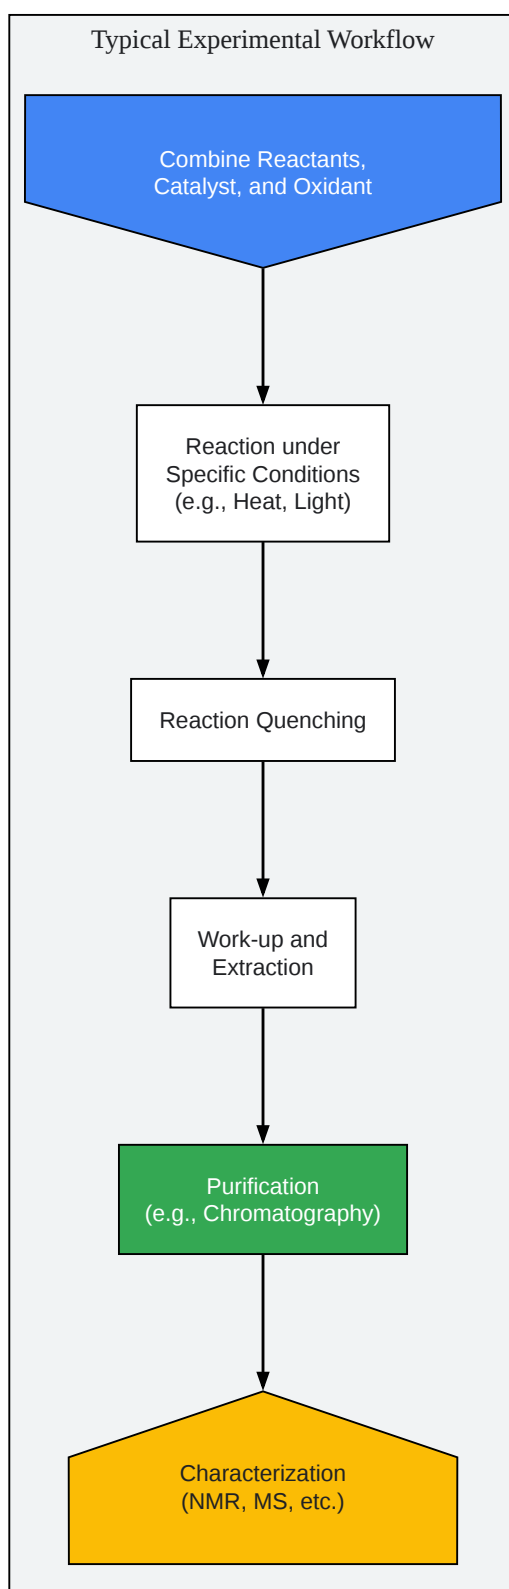 Typical Experimental Workflow
Combine Reactants,
Catalyst, and Oxidant
Reaction under
Specific Conditions
(e.g., Heat, Light)
Reaction Quenching
Work-up and
Extraction
Purification
(e.g., Chromatography)
Characterization
(NMR, MS, etc.)